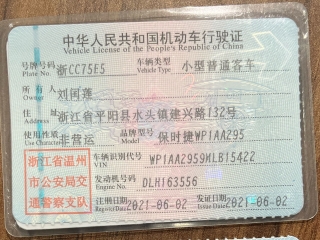 中华人民共和国机动车行驶证
Vehicle License of the People's Republic of China
号牌号码 浙CC75E5 车辆类型 小型普通客车
Plate No. Vehicle Type
所有人 刘国莲
Owner
住址 浙江省平阳县水头镇建兴路132号
Address
使用性质 非营运 品牌型号 保时捷WP1AA295
Use Character Model
浙江省温州市公安局交通警察支队
车辆识别代号 WP1AA2959MLB15422
VIN
发动机号码 DLH163556
Engine No.
注册日期 2021-06-02 发证日期 2021-06-02
Register Date Issue Date